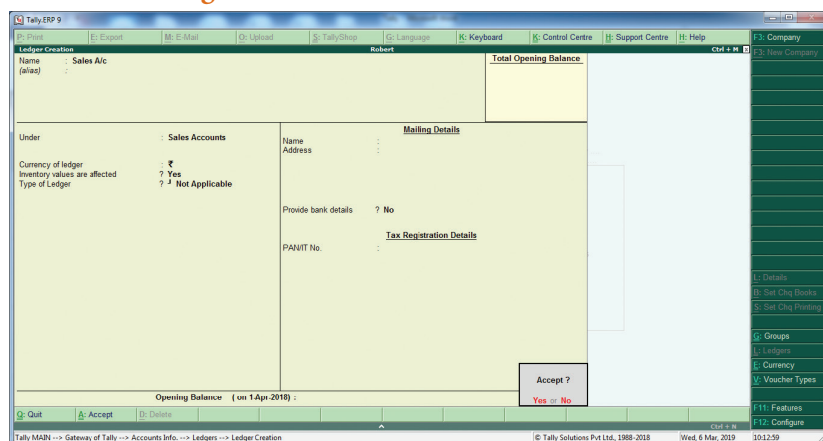 Tally.ERP 9
P: Print E: Export M: E-Mail O: Upload S: TallyShop G: Language K: Keyboard K: Control Centre H: Support Centre H: Help
F3: Company
F3: New Company
Ledger Creation Robert Ctrl + M
Name : Sales A/c
(alias) :
Total Opening Balance
Under : Sales Accounts
Currency of ledger : ₹
Inventory values are affected ? Yes
Type of Ledger ? ┘ Not Applicable
Mailing Details
Name :
Address :
Provide bank details ? No
Tax Registration Details
PAN/IT No. :
L: Details
B: Set Chq Books
S: Set Chq Printing
G: Groups
L: Ledgers
E: Currency
V: Voucher Types
F11: Features
F12: Configure
Accept ?
Yes or No
Opening Balance ( on 1-Apr-2018) :
Q: Quit A: Accept D: Delete
Ctrl + N
Tally MAIN --> Gateway of Tally --> Accounts Info. --> Ledgers --> Ledger Creation © Tally Solutions Pvt Ltd., 1988-2018 Wed, 6 Mar, 2019 10:12:59